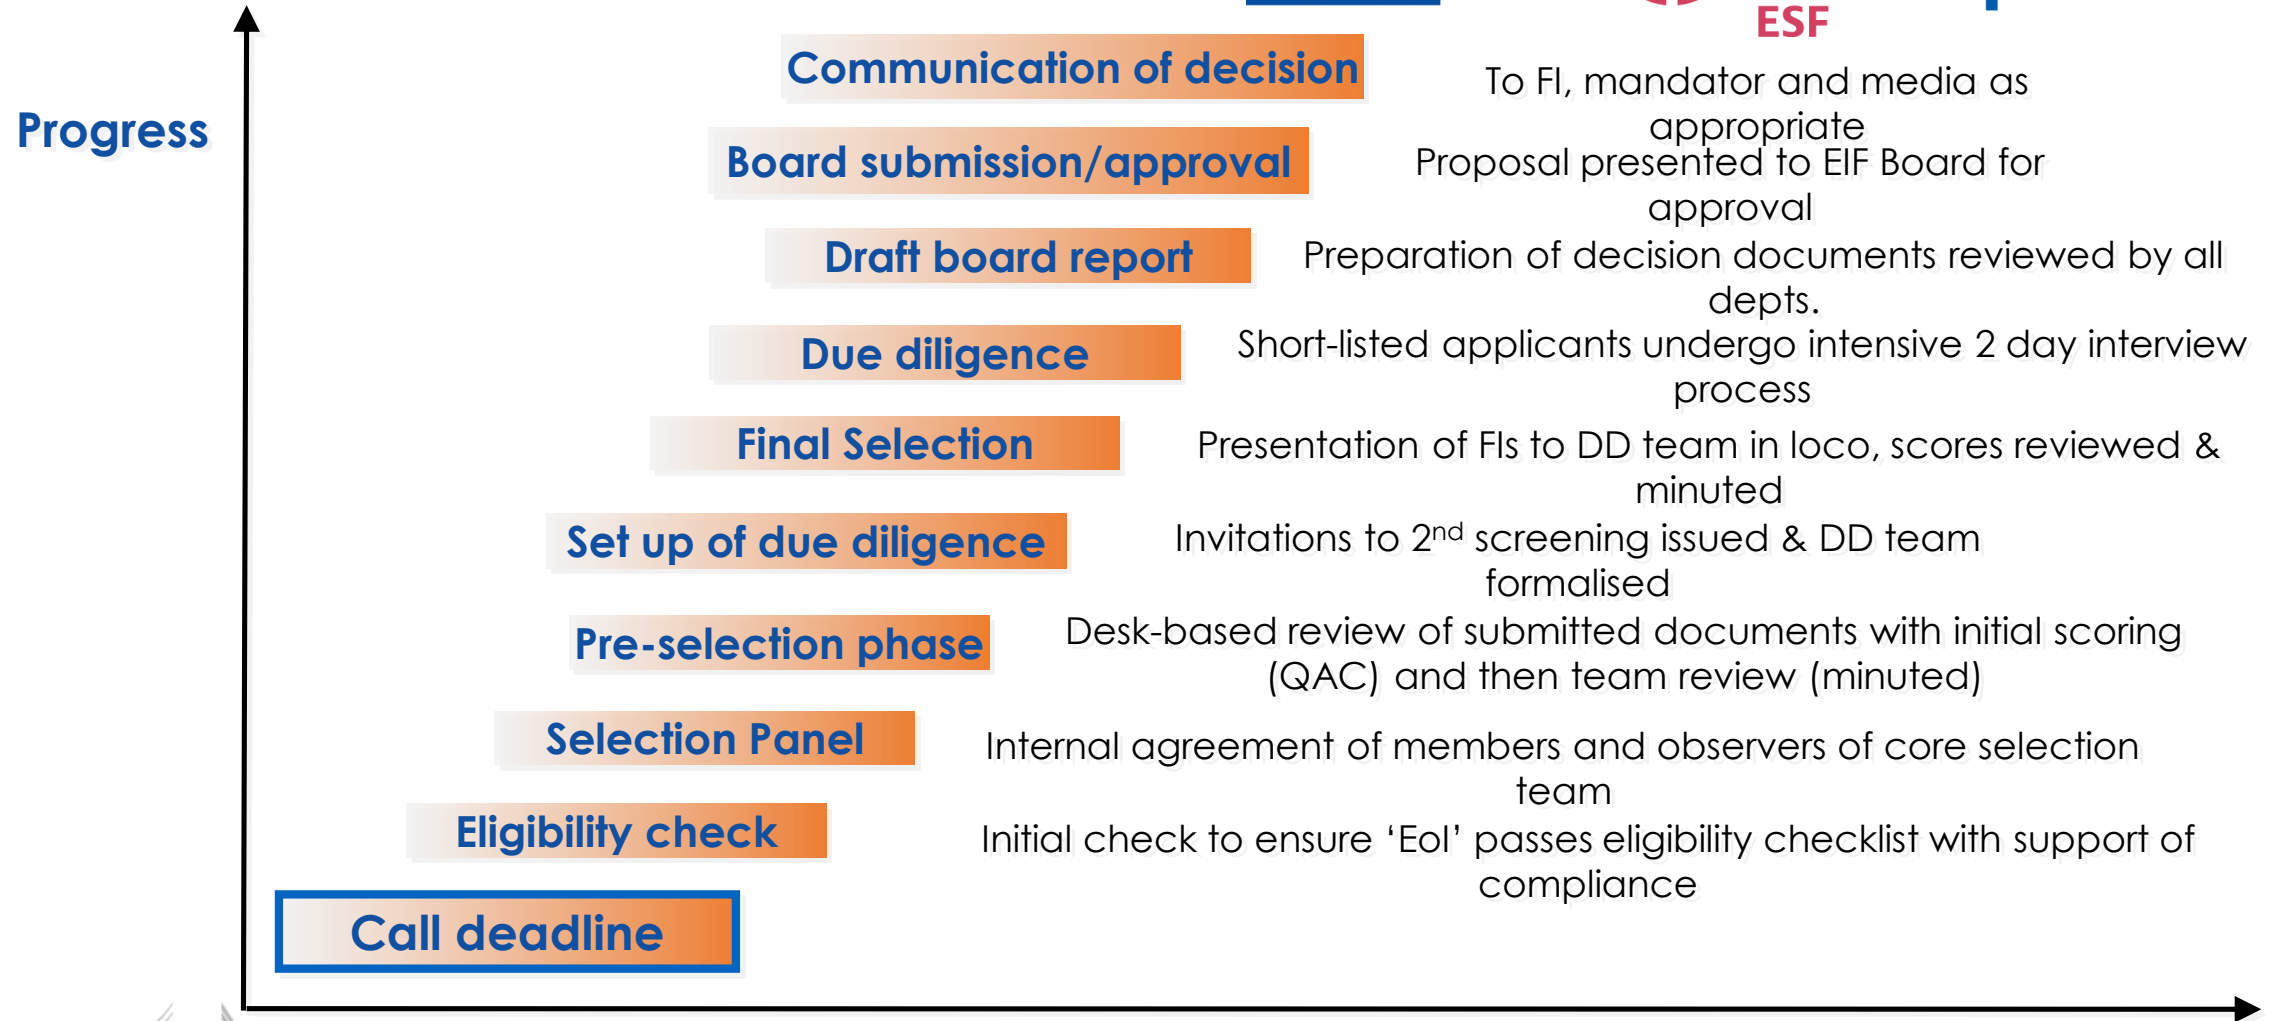 ESF
Communication of decision
To FI, mandator and media as
appropriate
Progress
Board submission/approval
Proposal presented to EIF Board for
approval
Draft board report
Preparation of decision documents reviewed by all
depts.
Due diligence
Short-listed applicants undergo intensive 2 day interview
process
Final Selection
Presentation of FIs to DD team in loco, scores reviewed &
minuted
Set up of due diligence
Invitations to 2nd screening issued & DD team
formalised
Pre-selection phase
Desk-based review of submitted documents with initial scoring
(QAC) and then team review (minuted)
Selection Panel
Internal agreement of members and observers of core selection
team
Eligibility check
Initial check to ensure ‘EoI’ passes eligibility checklist with support of
compliance
Call deadline